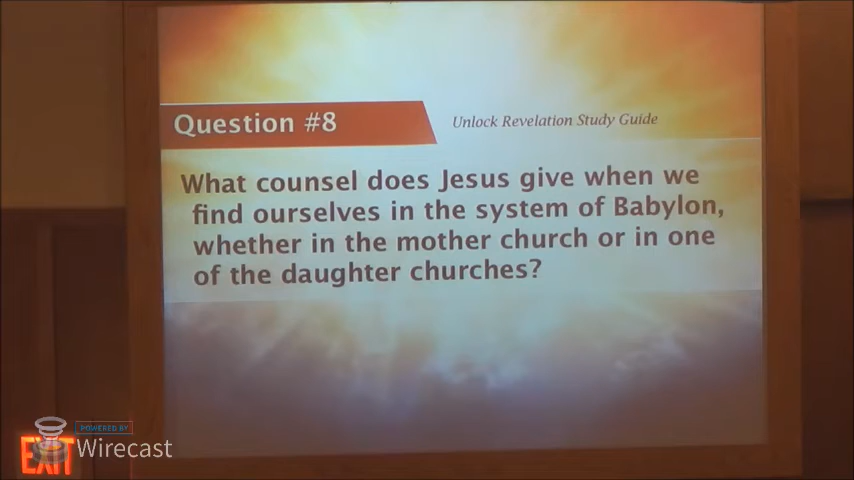 Question #8
Unlock Revelation Study Guide
What counsel does Jesus give when we
find ourselves in the system of Babylon,
whether in the mother church or in one
of the daughter churches?
POWERED BY
Wirecast
EXIT